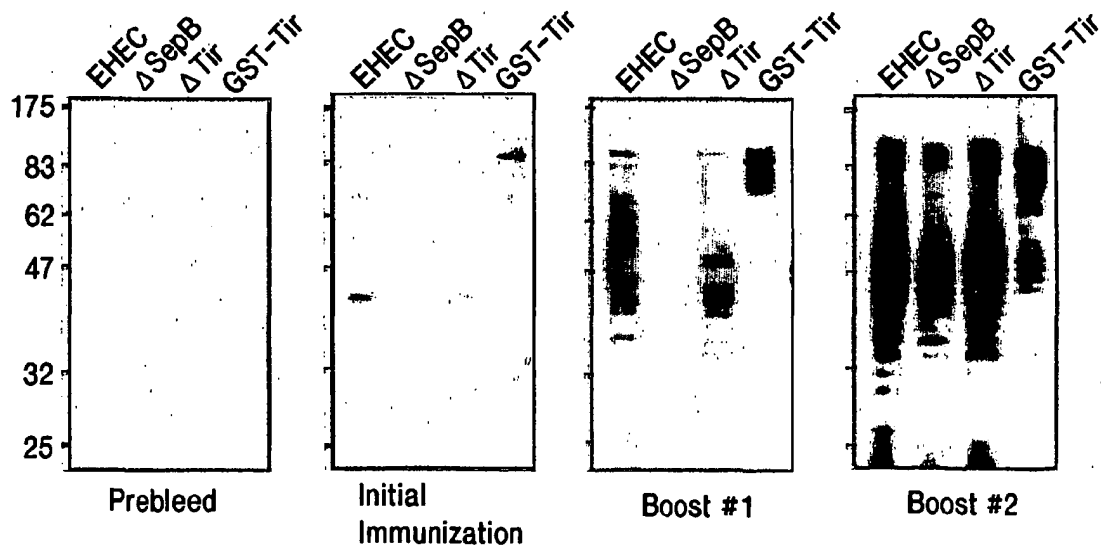 EHEC
ΔSepB
ΔTir
GST-Tir
EHEC
ΔSepB
ΔTir
GST-Tir
EHEC
ΔSepB
ΔTir
GST-Tir
EHEC
ΔSepB
ΔTir
GST-Tir
175
83
62
47
32
25
Prebleed
Initial
Immunization
Boost #1
Boost #2